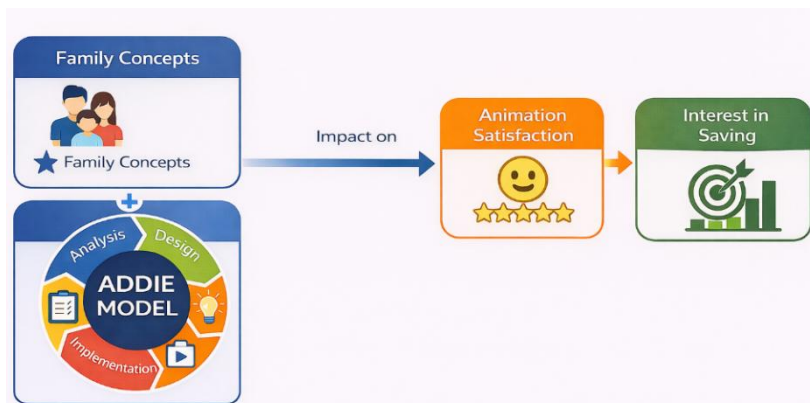 Family Concepts
Family Concepts
Impact on
Animation
Satisfaction
Interest in
Saving
Analysis
Design
ADDIE
MODEL
Implementation